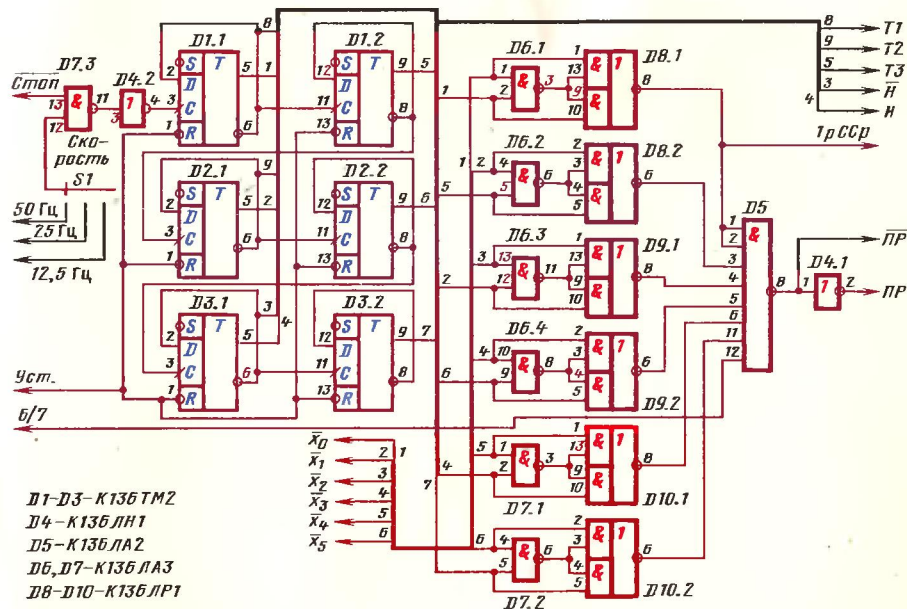 D1.1
D1.2
D6.1
D8.1
T1
T2
T3
H̅
И
D7.3
D4.2
С̅т̅о̅п̅
Ско-
рость
S1
50 Гц
25 Гц
12,5 Гц
D2.1
D2.2
D6.2
D8.2
1рССр
D5
D6.3
D9.1
П̅Р̅
D4.1
ПР
D3.1
D3.2
D6.4
D9.2
Уст.
6/7
x̅0
x̅1
x̅2
x̅3
x̅4
x̅5
D7.1
D10.1
D7.2
D10.2
D1-D3-К136ТМ2
D4-К136ЛН1
D5-К136ЛА2
D6,D7-К136ЛА3
D8-D10-К136ЛР1